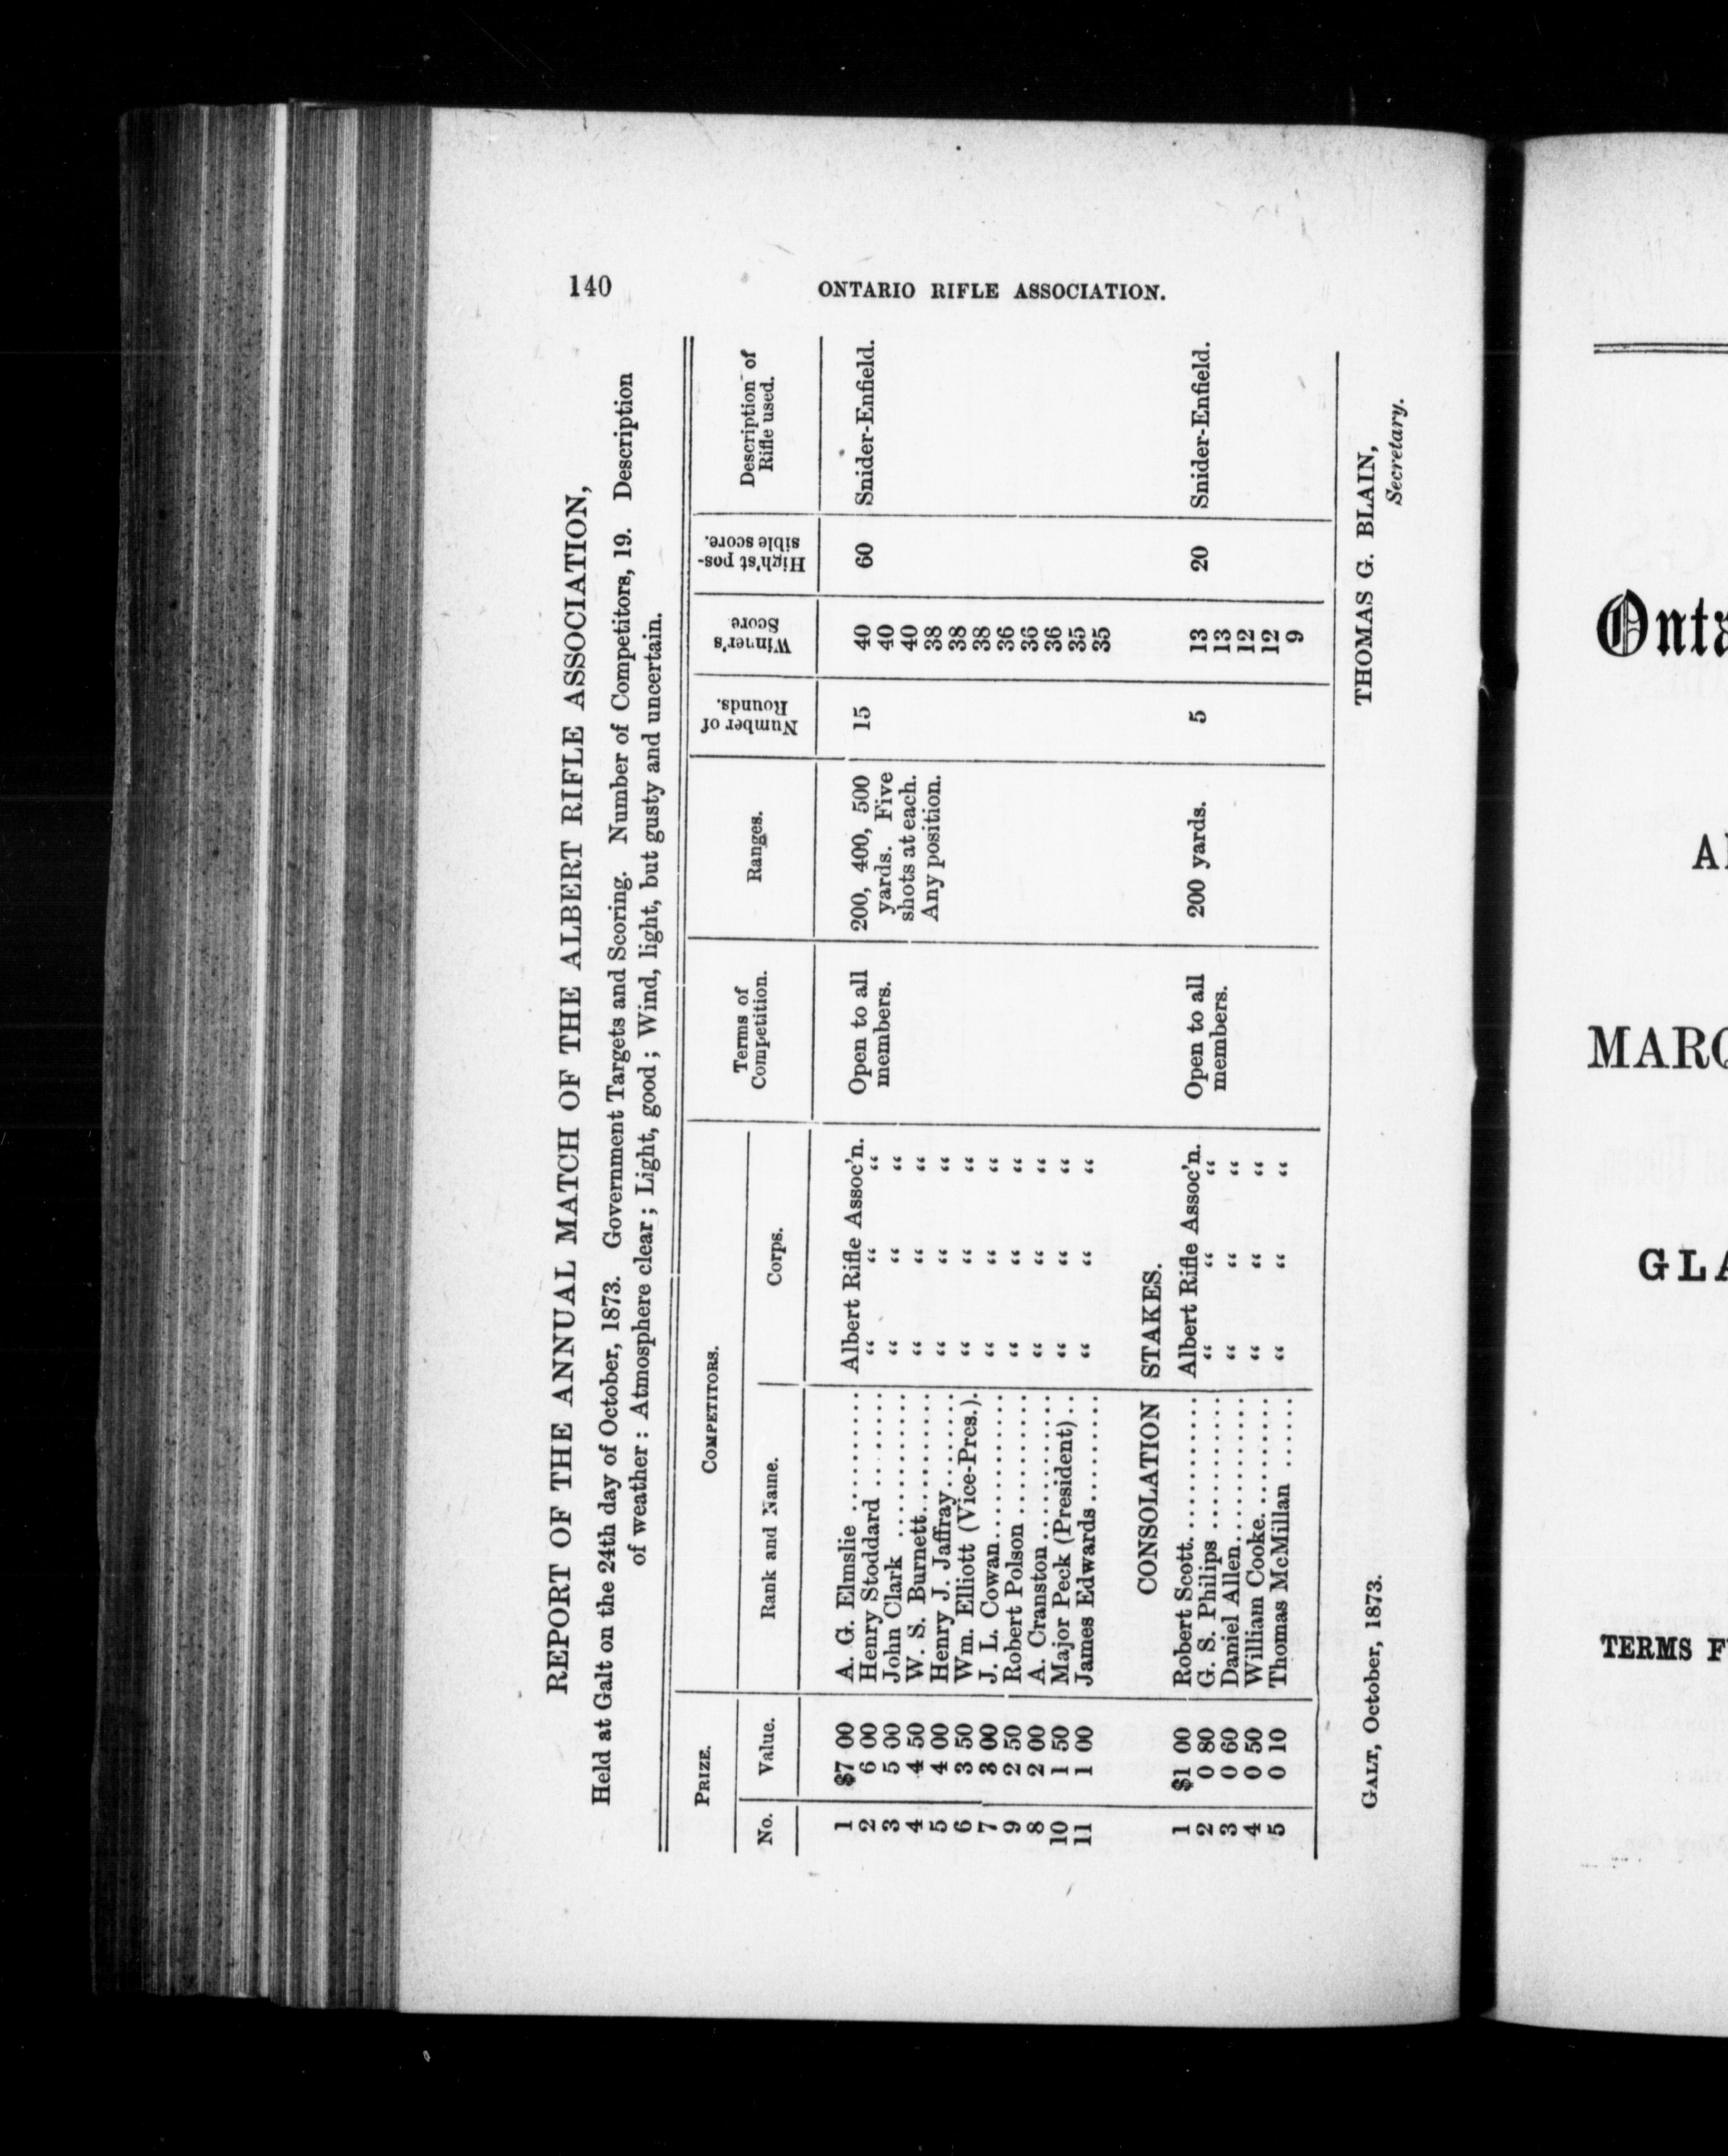 140 ONTARIO RIFLE ASSOCIATION.
REPORT OF THE ANNUAL MATCH OF THE ALBERT RIFLE ASSOCIATION,
Held at Galt on the 24th day of October, 1873. Government Targets and Scoring. Number of Competitors, 19. Description
of weather: Atmosphere clear; Light, good; Wind, light, but gusty and uncertain.
PRIZE. COMPETITORS. Terms of Competition. Ranges. Number of Rounds. Winner's Score High'st pos-sible score. Description of Rifle used.
No. Value. Rank and Name. Corps.
1 $7 00 A. G. Elmslie .......... Albert Rifle Assoc'n. Open to all 200, 400, 500 15 40 60 Snider-Enfield.
2 6 00 Henry Stoddard ........ “ “ “ members. yards. Five 40
3 5 00 John Clark ............ “ “ “ shots at each. 40
4 4 50 W. S. Burnett.......... “ “ “ Any position. 38
5 4 00 Henry J. Jaffray........ “ “ “ 38
6 3 50 Wm. Elliott (Vice-Pres.). “ “ “ 38
7 3 00 J. L. Cowan............ “ “ “ 36
9 2 50 Robert Polson .......... “ “ “ 36
8 2 00 A. Cranston ............ “ “ “ 36
10 1 50 Major Peck (President) .. “ “ “ 35
11 1 00 James Edwards ......... “ “ “ 35
CONSOLATION STAKES.
1 $1 00 Robert Scott............ Albert Rifle Assoc'n. Open to all 200 yards. 5 13 20 Snider-Enfield.
2 0 80 G. S. Philips ........... “ “ “ members. 13
3 0 60 Daniel Allen............ “ “ “ 12
4 0 50 William Cooke.......... “ “ “ 12
5 0 10 Thomas McMillan ...... “ “ “ 9
THOMAS G. BLAIN,
GALT, October, 1873. Secretary.
Onta
MARQ
GLA
TERMS F